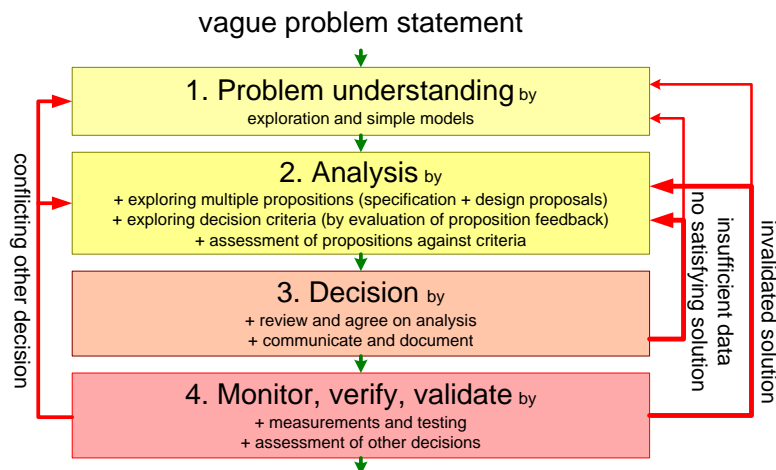 vague problem statement
1. Problem understanding by
exploration and simple models
2. Analysis by
+ exploring multiple propositions (specification + design proposals)
+ exploring decision criteria (by evaluation of proposition feedback)
+ assessment of propositions against criteria
3. Decision by
+ review and agree on analysis
+ communicate and document
4. Monitor, verify, validate by
+ measurements and testing
+ assessment of other decisions
conflicting other decision
insufficient data
no satisfying solution
invalidated solution